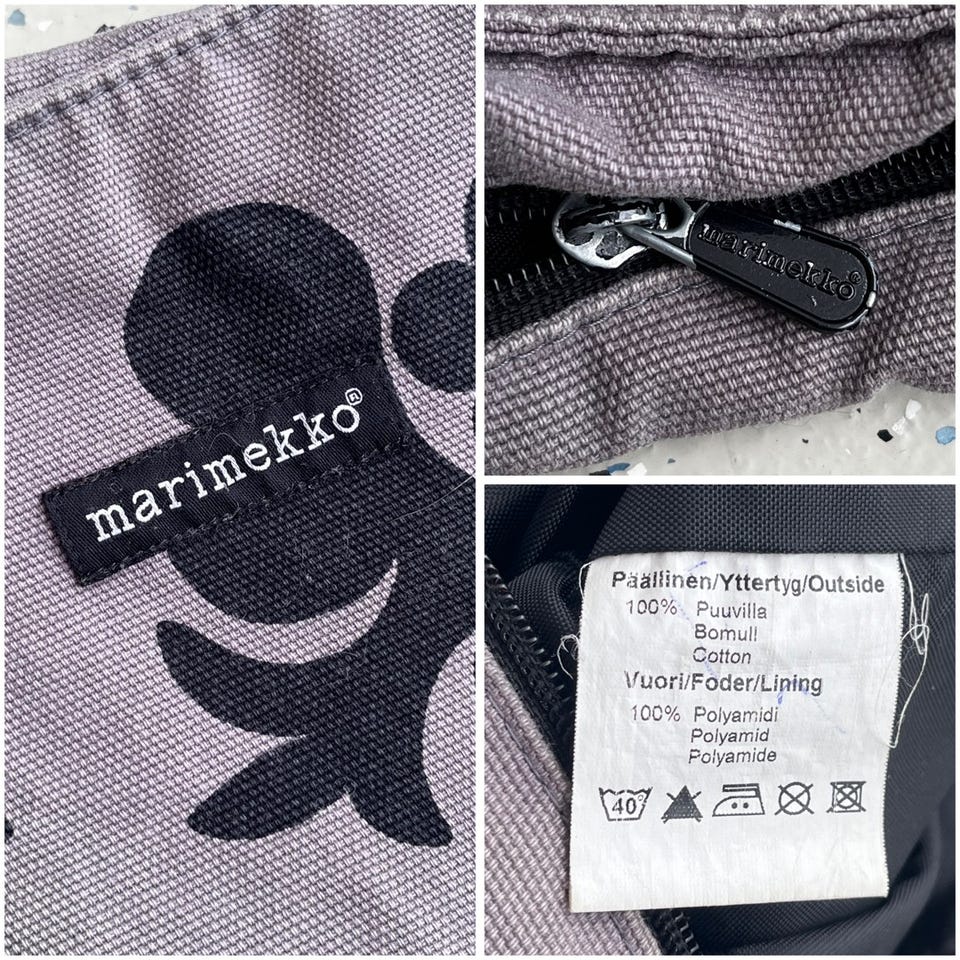 marimekko®
marimekko®
Päällinen/Yttertyg/Outside
100% Puuvilla
Bomull
Cotton
Vuori/Foder/Lining
100% Polyamidi
Polyamid
Polyamide
40°